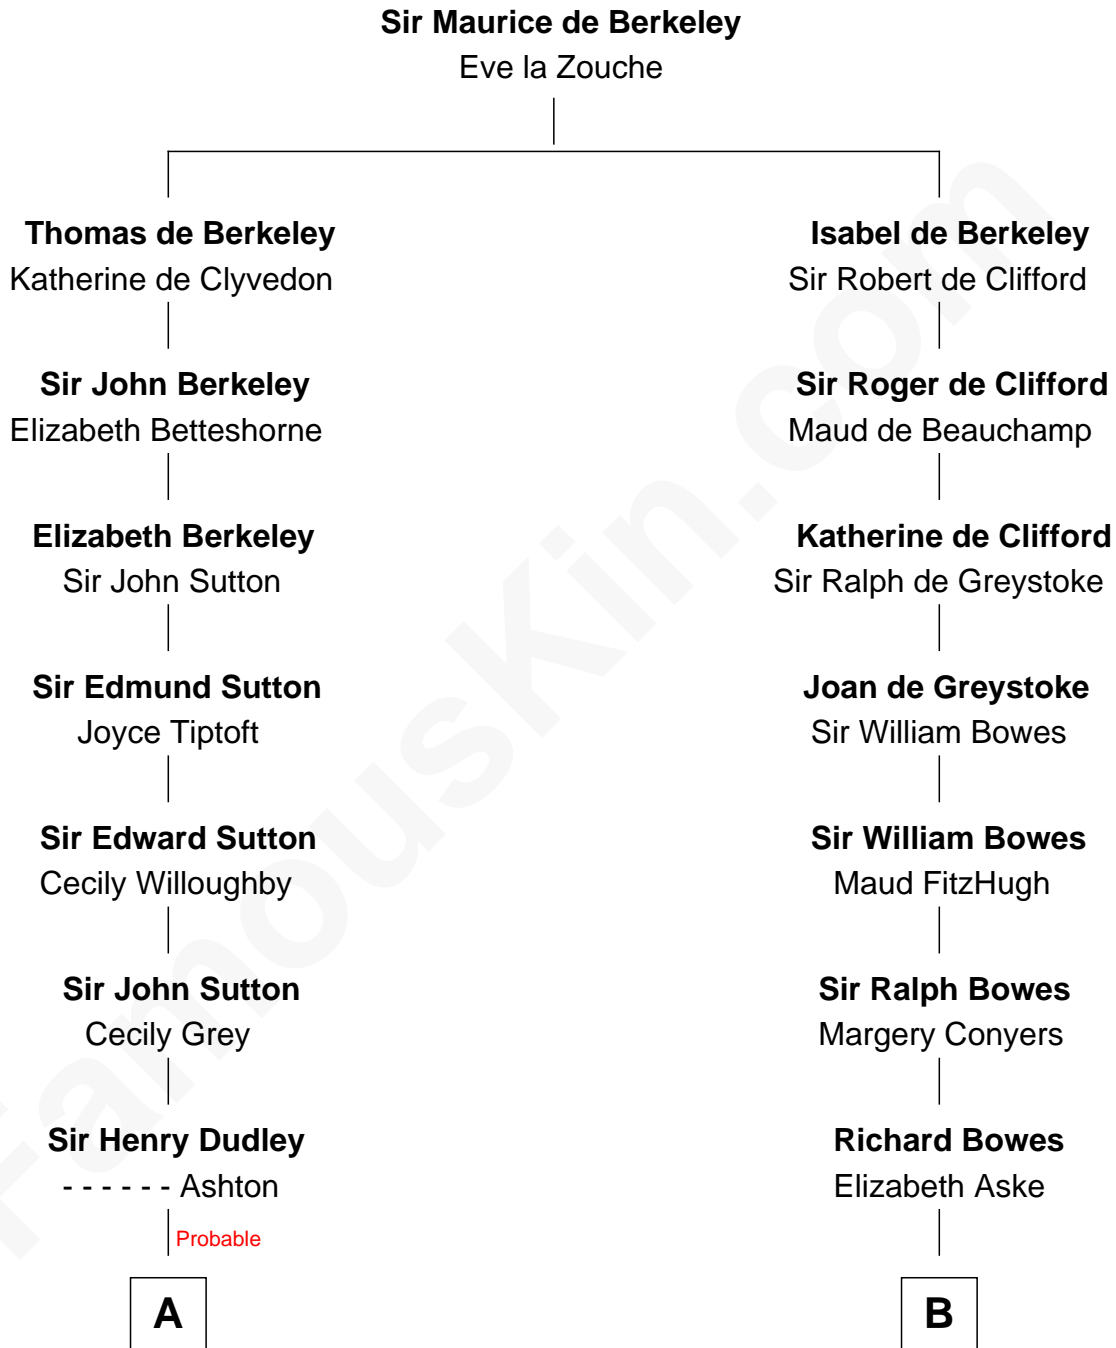 Sir Maurice de Berkeley
Eve la Zouche
Thomas de Berkeley
Katherine de Clyvedon
Sir John Berkeley
Elizabeth Betteshorne
Elizabeth Berkeley
Sir John Sutton
Sir Edmund Sutton
Joyce Tiptoft
Sir Edward Sutton
Cecily Willoughby
Sir John Sutton
Cecily Grey
Sir Henry Dudley
- - - - - - Ashton
Probable
A
Isabel de Berkeley
Sir Robert de Clifford
Sir Roger de Clifford
Maud de Beauchamp
Katherine de Clifford
Sir Ralph de Greystoke
Joan de Greystoke
Sir William Bowes
Sir William Bowes
Maud FitzHugh
Sir Ralph Bowes
Margery Conyers
Richard Bowes
Elizabeth Aske
B
FamousKin.com